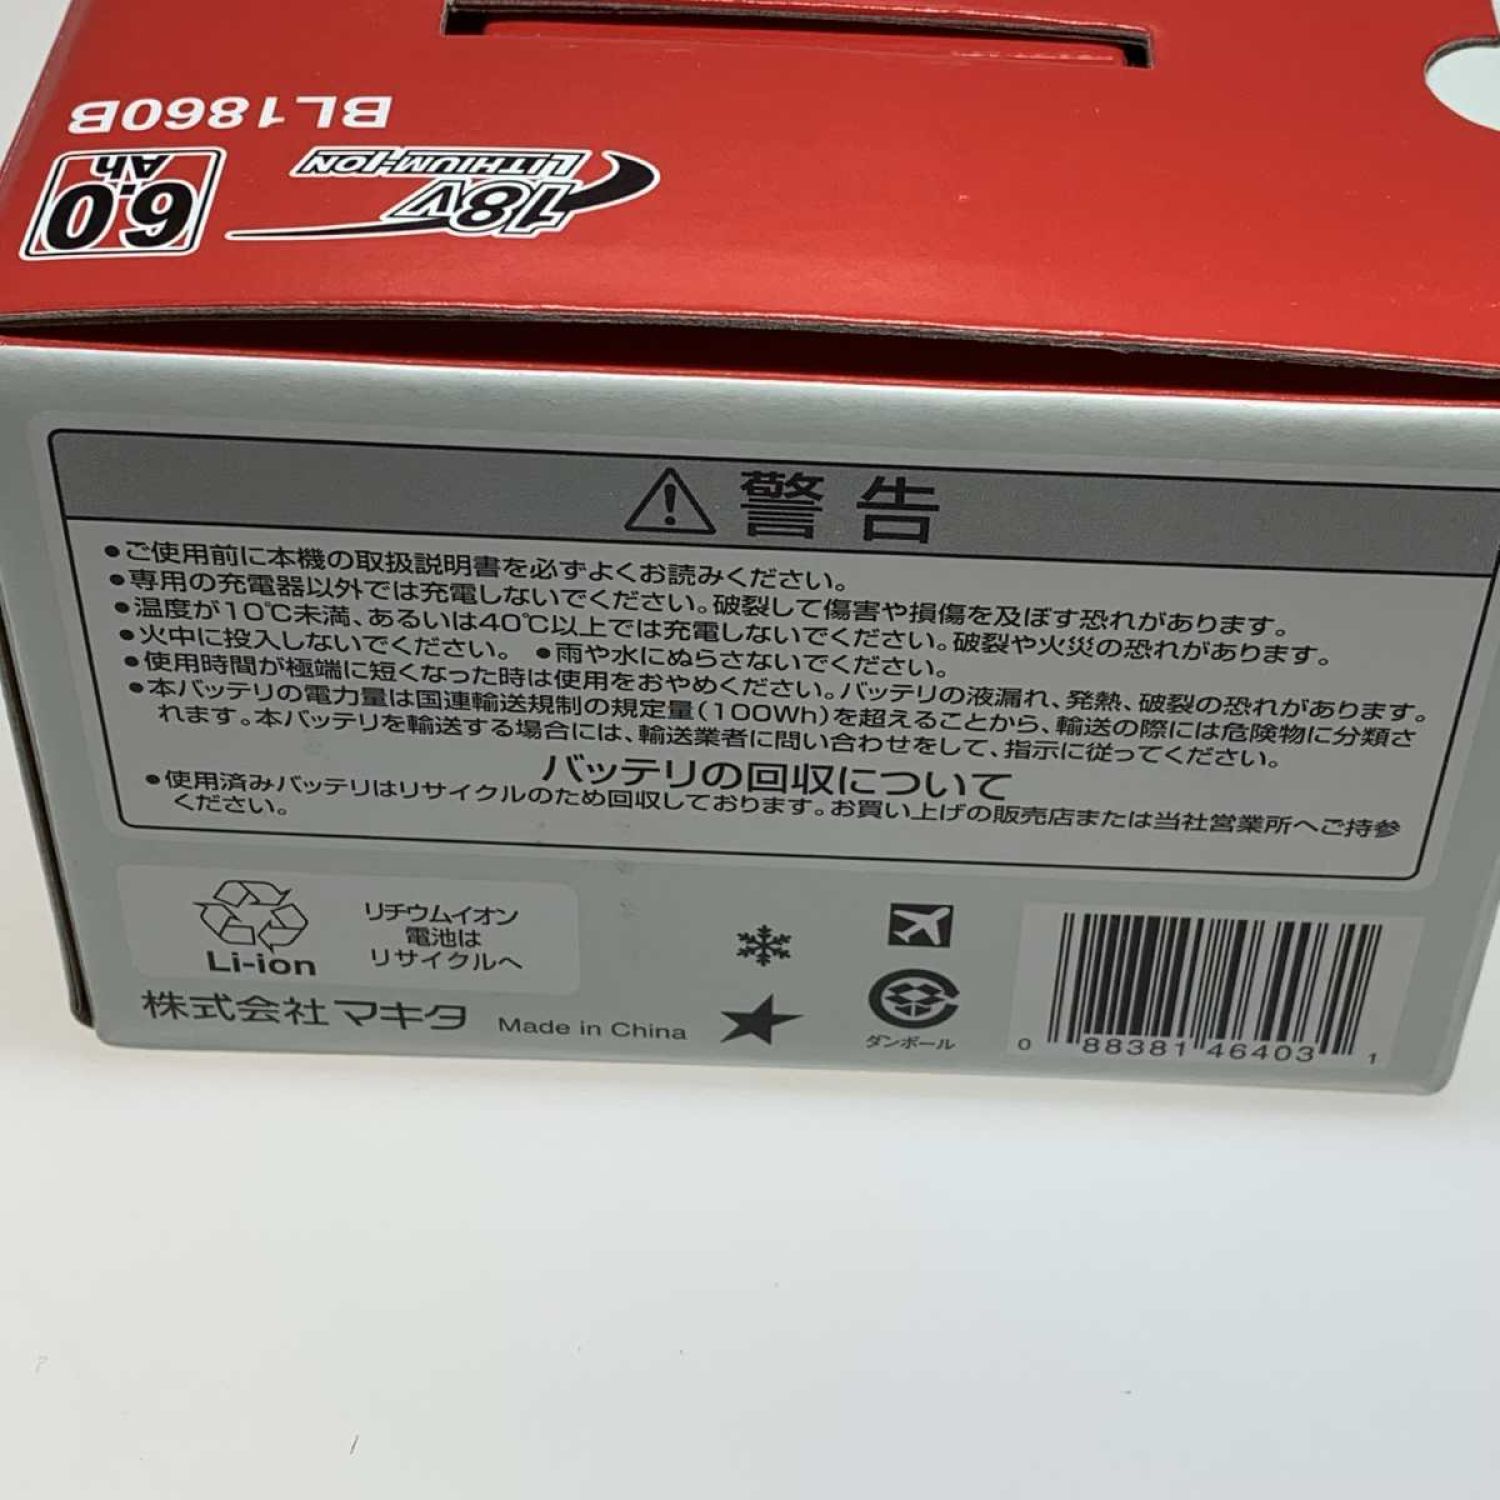 BL1860B
18V
LITHIUM-ION
6.0
Ah
警告
●ご使用前に本機の取扱説明書を必ずよくお読みください。
●専用の充電器以外では充電しないでください。破裂して傷害や損傷を及ぼす恐れがあります。
●温度が10℃未満、あるいは40℃以上では充電しないでください。破裂や火災の恐れがあります。
●火中に投入しないでください。 ●雨や水にぬらさないでください。
●使用時間が極端に短くなった時は使用をおやめください。バッテリの液漏れ、発熱、破裂の恐れがあります。
●本バッテリの電力量は国連輸送規制の規定量(100Wh)を超えることから、輸送の際には危険物に分類さ
れます。本バッテリを輸送する場合には、輸送業者に問い合わせをして、指示に従ってください。
バッテリの回収について
●使用済みバッテリはリサイクルのため回収しております。お買い上げの販売店または当社営業所へご持参
ください。
Li-ion
リチウムイオン
電池は
リサイクルへ
株式会社マキタ Made in China
ダンボール
0 88381 46403 1